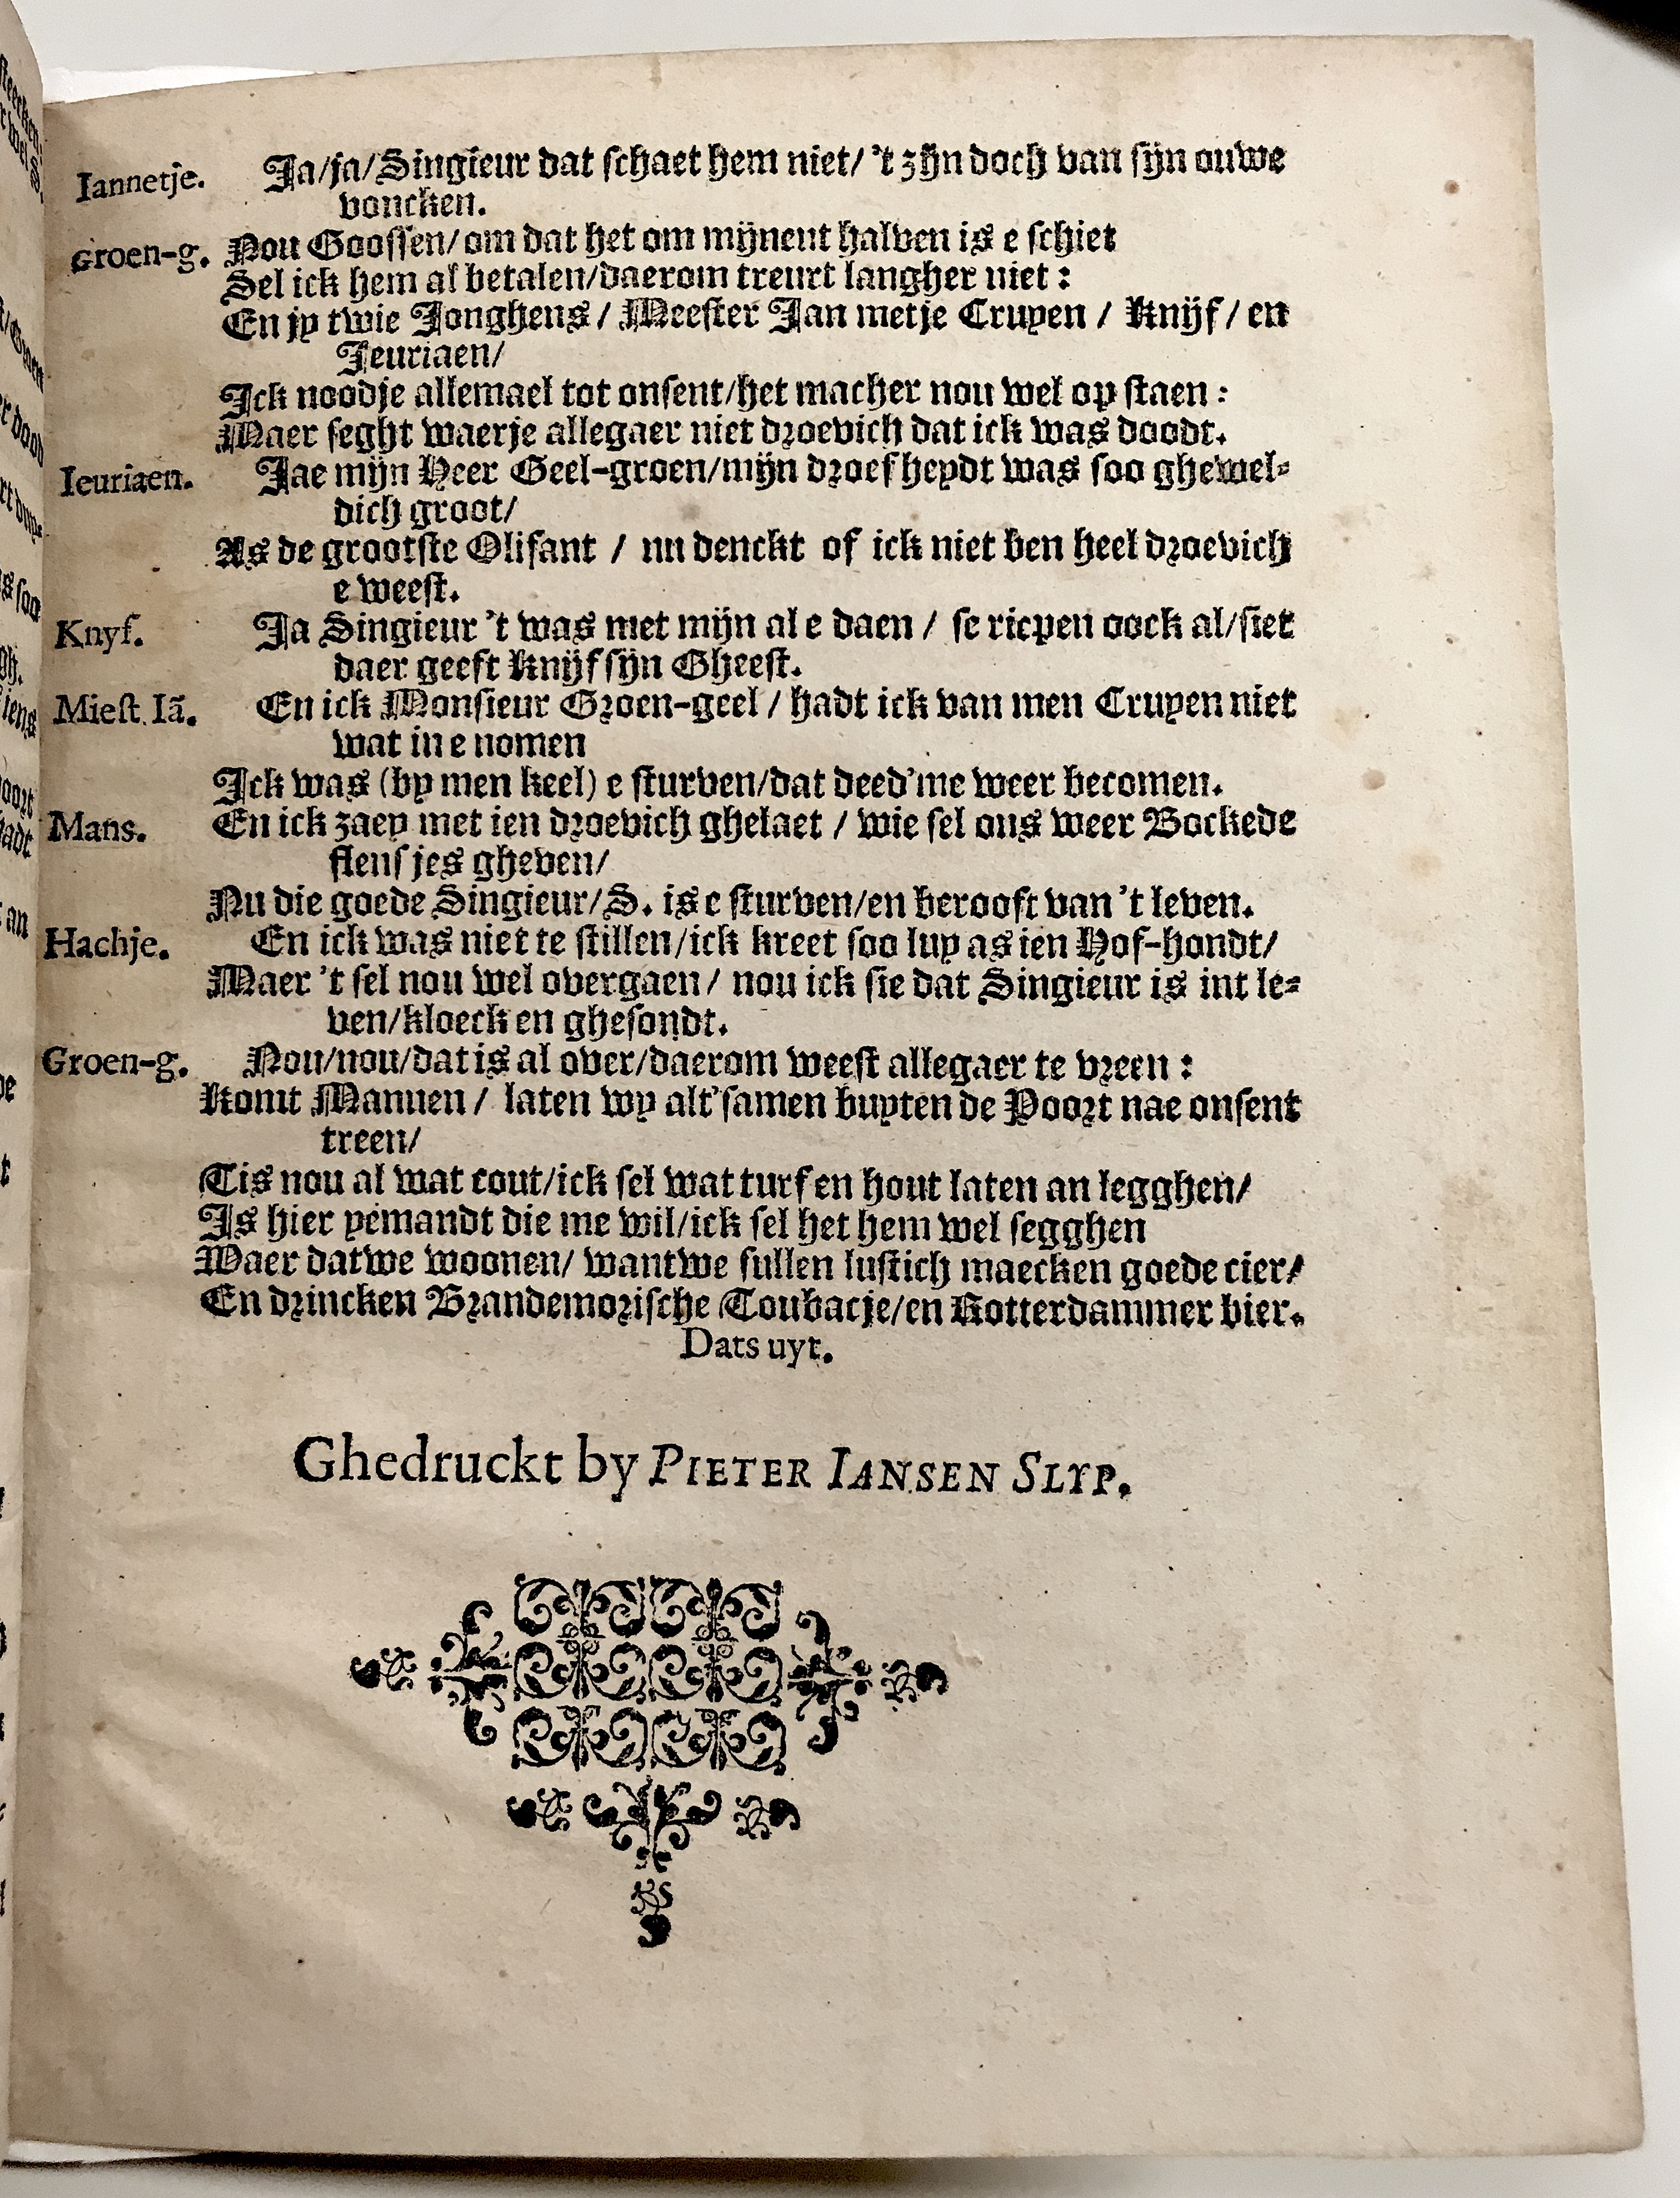 Iannetje. Ja/ja/Singieur dat schaet hem niet/ 't zijn doch van sijn ouwe
voncken.
Groen-g. Nou Goossen/om dat het om mijnent halven is e schiet
Sel ick hem al betalen/daerom treurt langher niet:
En jy twie Jonghens/ Meester Jan metje Cruyen / Knijf/ en
Jeuriaen/
Ick noodje allemael tot onsent/het macher nou wel op staen:
Maer seght waerje allegaer niet droevich dat ick was doodt.
Ieuriaen. Jae mijn Heer Geel-groen/mijn droefheydt was soo ghewel-
dich groot/
As de grootste Olifant / nu denckt of ick niet ben heel droevich
e weest.
Knyf. Ja Singieur 't was met mijn al e daen / se riepen oock al/siet
daer geeft Knijf sijn Gheest.
Miest. Iã. En ick Monsieur Groen-geel / hadt ick van men Cruyen niet
wat in e nomen
Ick was (by men keel) e sturven/dat deed'me weer becomen.
Mans. En ick zaey met ien droevich ghelaet / wie sel ons weer Bockede
flensjes gheven/
Nu die goede Singieur/S. is e sturven/en berooft van 't leven.
Hachje. En ick was niet te stillen/ick kreet soo luy as ien Hof-hondt/
Maer 't sel nou wel overgaen/ nou ick sie dat Singieur is int le-
ven/kloeck en ghesondt.
Groen-g. Nou/nou/dat is al over/daerom weest allegaer te vreen:
Komt Mannen/ laten wy alt'samen buyten de Poort nae onsent
treen/
Tis nou al wat cout/ick sel wat turf en hout laten an legghen/
Is hier yemandt die me wil/ick sel het hem wel segghen
Waer datwe woonen/ wantwe sullen lustich maecken goede cier/
En drincken Brandemorische Toubacje/en Rotterdammer bier.
Dats uyt.
Ghedruckt by PIETER IANSEN SLYP.